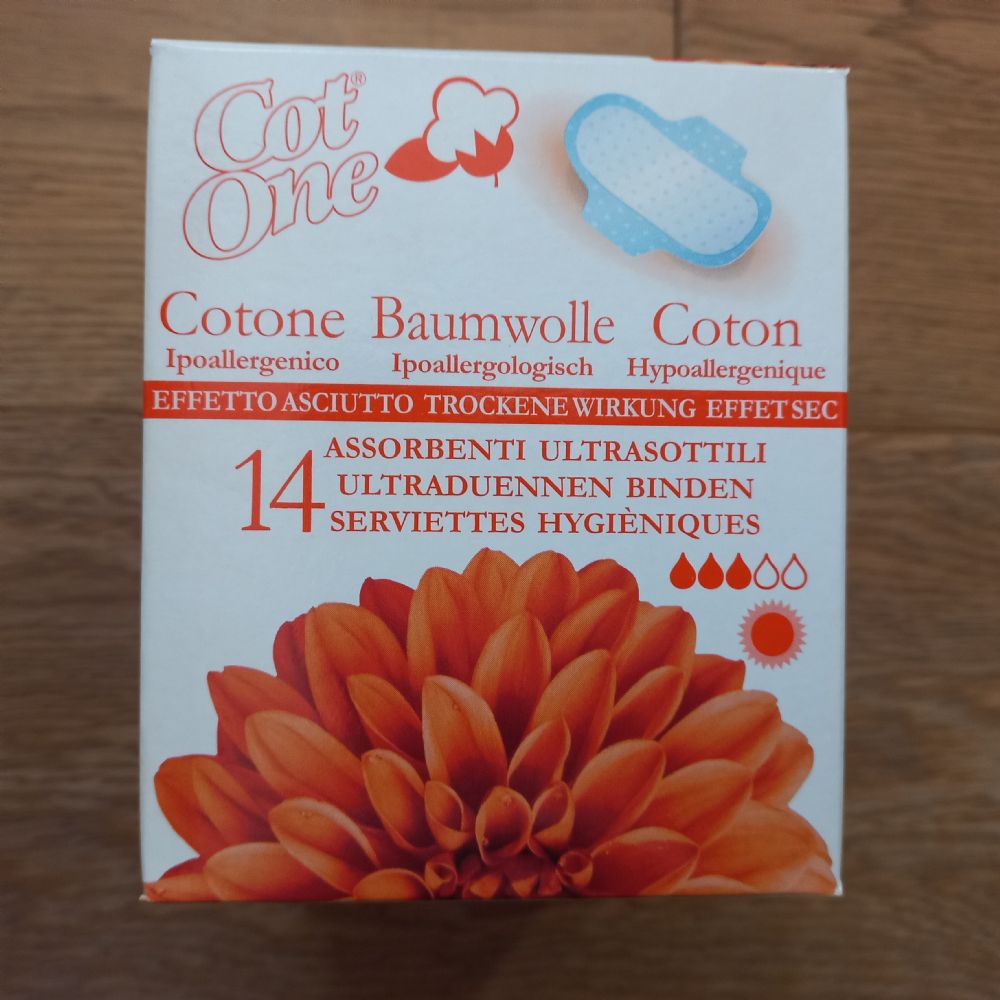 Cot®
One
Cotone Baumwolle Coton
Ipoallergenico Ipoallergologisch Hypoallergenique
EFFETTO ASCIUTTO TROCKENE WIRKUNG EFFET SEC
14
ASSORBENTI ULTRASOTTILI
ULTRADUENNEN BINDEN
SERVIETTES HYGIÈNIQUES